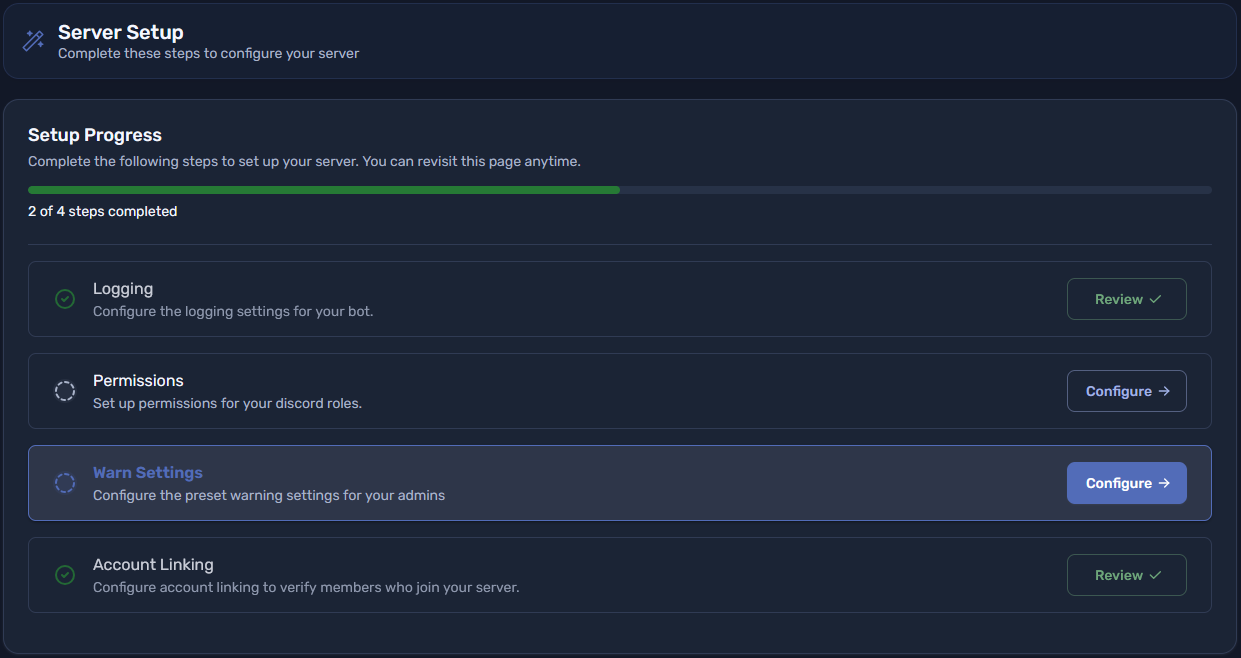 Server Setup
Complete these steps to configure your server
Setup Progress
Complete the following steps to set up your server. You can revisit this page anytime.
2 of 4 steps completed
Logging
Configure the logging settings for your bot.
Review
Permissions
Set up permissions for your discord roles.
Configure
Warn Settings
Configure the preset warning settings for your admins
Configure
Account Linking
Configure account linking to verify members who join your server.
Review